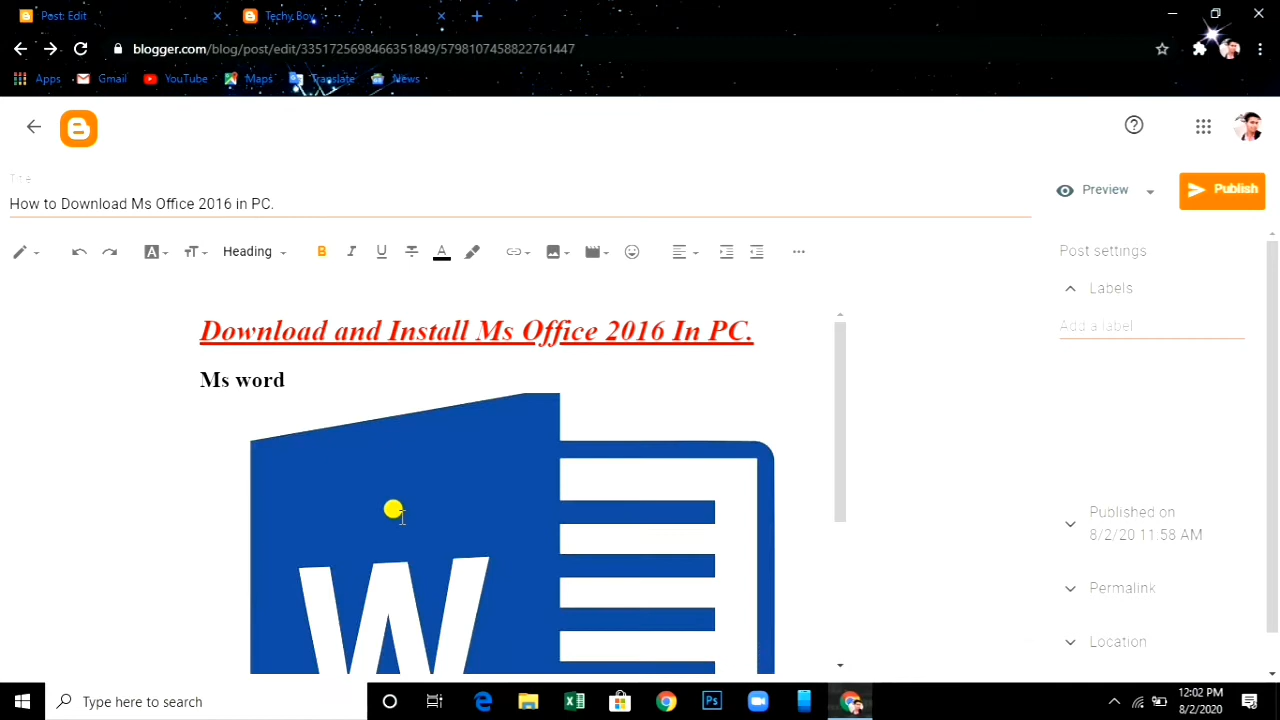 Post: Edit
Techy Boy
blogger.com/blog/post/edit/3351725698466351849/5798107458822761447
Apps
Gmail
YouTube
Maps
Translate
News
Title
How to Download Ms Office 2016 in PC.
Preview
Publish
Heading
B
I
U
S
A
Post settings
Labels
Add a label
Download and Install Ms Office 2016 In PC.
Ms word
W
Published on
8/2/20 11:58 AM
Permalink
Location
Type here to search
12:02 PM
8/2/2020